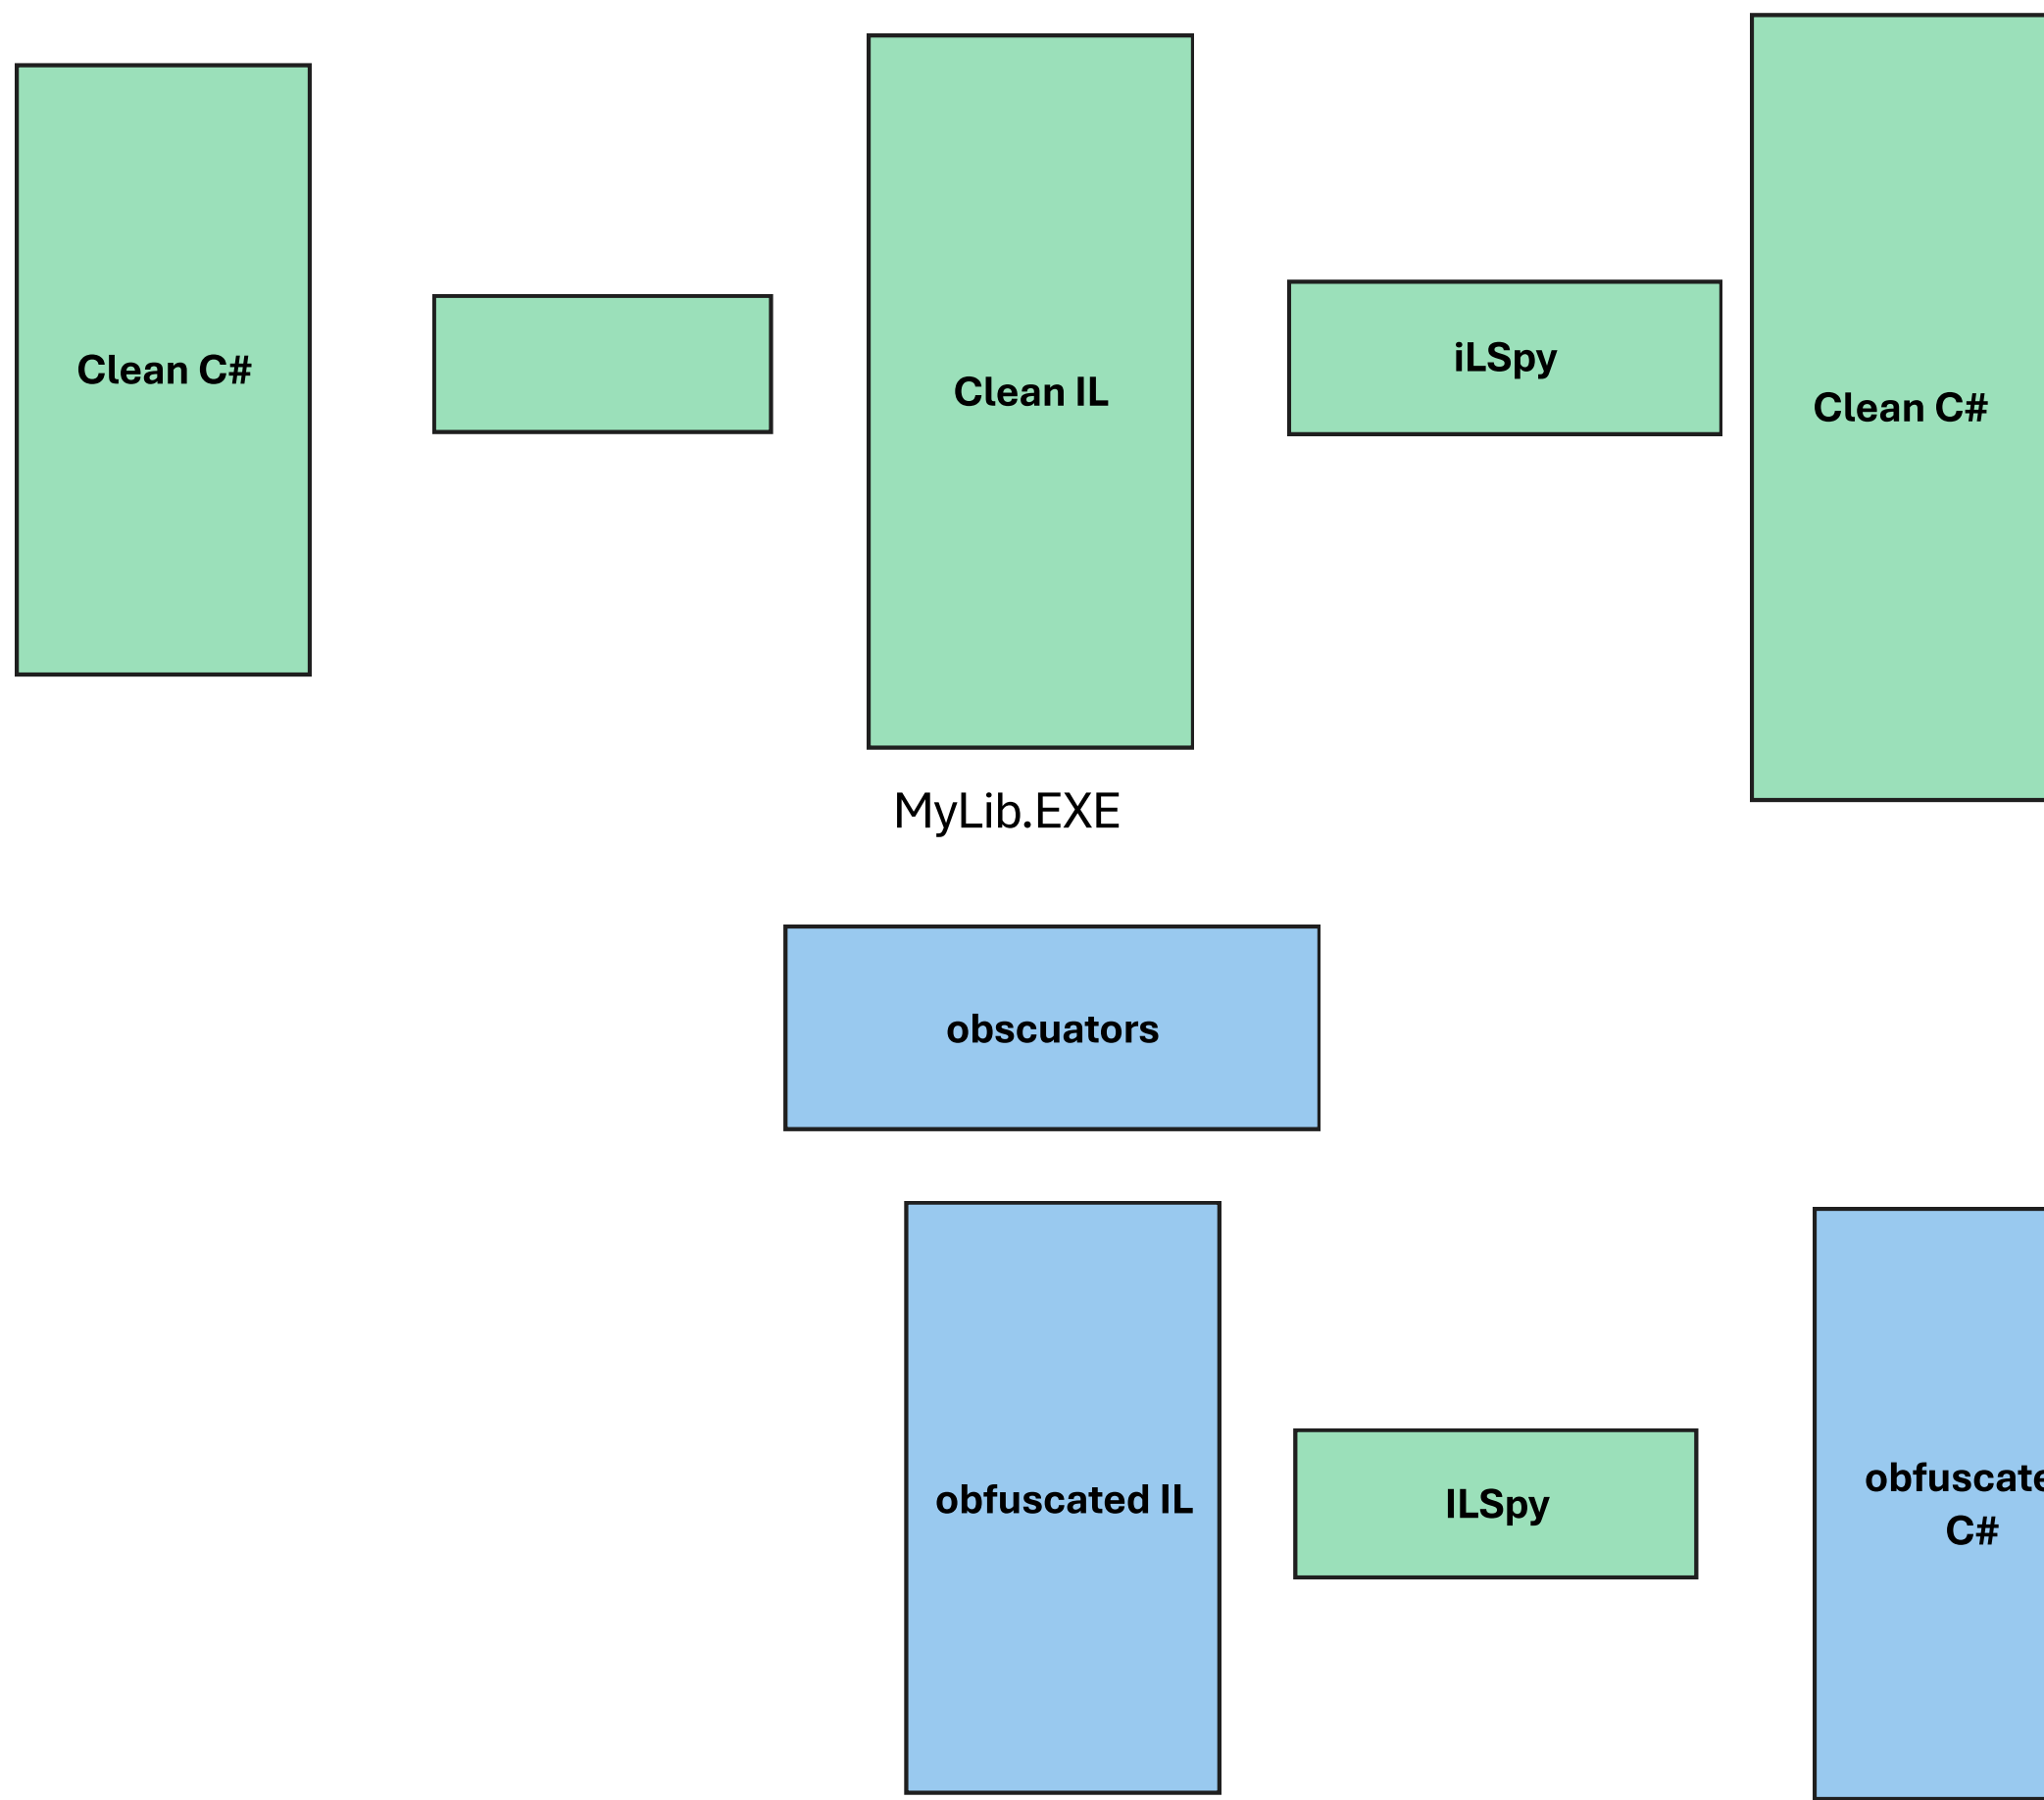 Clean C#
Clean IL
iLSpy
Clean C#
MyLib.EXE
obscuators
obfuscated IL
ILSpy
C#